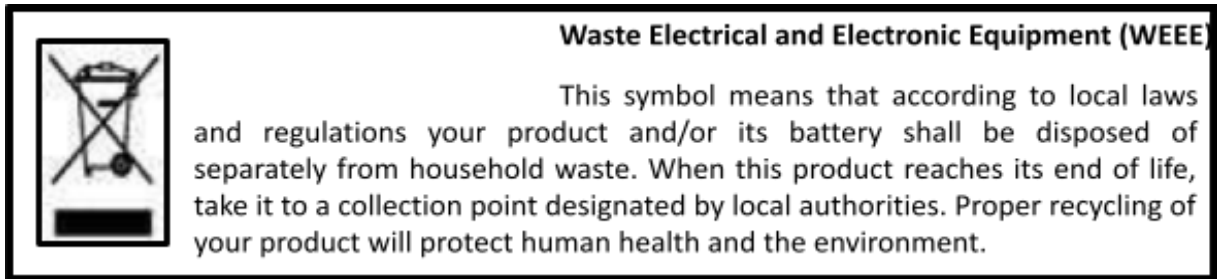 Waste Electrical and Electronic Equipment (WEEE)
This symbol means that according to local laws
and regulations your product and/or its battery shall be disposed of
separately from household waste. When this product reaches its end of life,
take it to a collection point designated by local authorities. Proper recycling of
your product will protect human health and the environment.